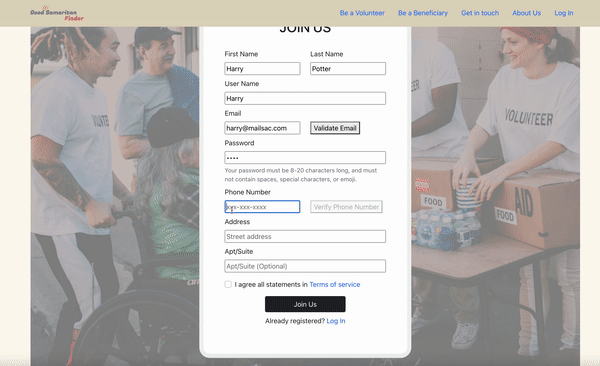 Good Samaritan
Finder
Be a Volunteer Be a Beneficiary Get in touch About Us Log In
JOIN US
First Name Last Name
Harry Potter
User Name
Harry
Email
harry@mailsac.com Validate Email
Password
••••
Your password must be 8-20 characters long, and must
not contain spaces, special characters, or emoji.
Phone Number
xxx-xxx-xxxx Verify Phone Number
Address
Street address
Apt/Suite
Apt/Suite (Optional)
I agree all statements in Terms of service
Join Us
Already registered? Log In
VOLUNTEER
VOLUNTEER
FOOD
AID
FOOD